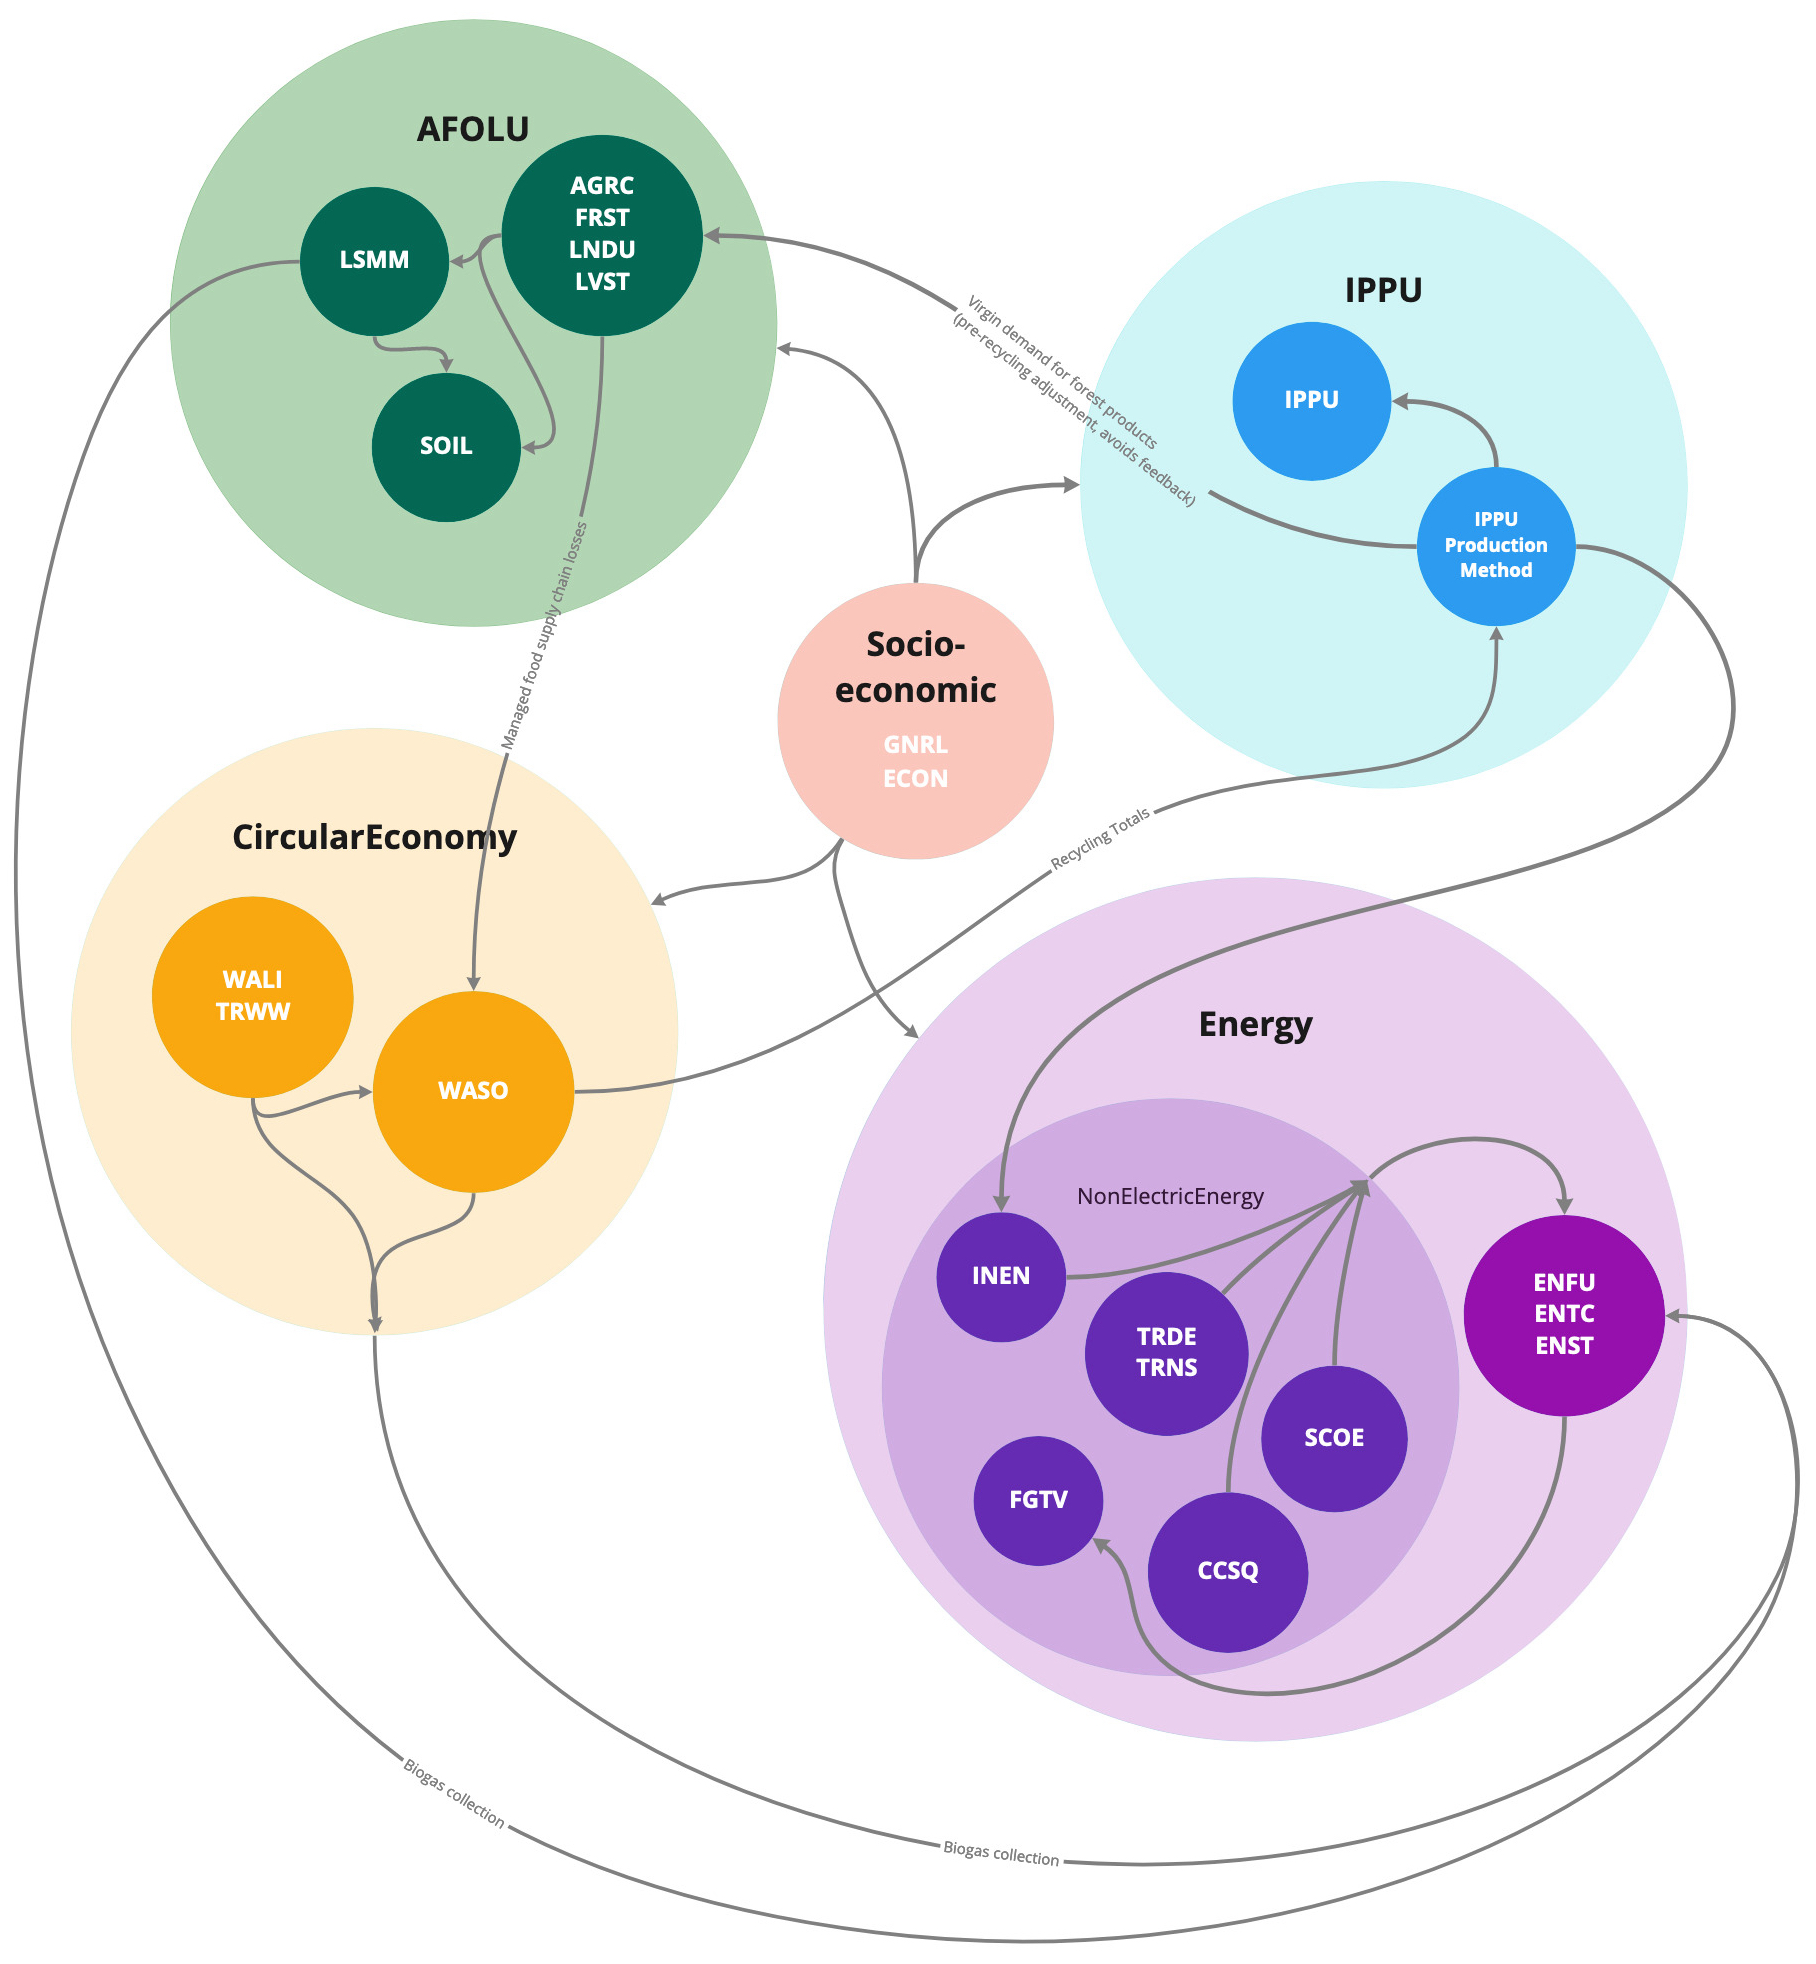 AFOLU
AGRC
FRST
LNDU
LVST
LSMM
SOIL
IPPU
IPPU
IPPU
Production
Method
Virgin demand for forest products
(pre-recycling adjustment, avoids feedback)
Managed food supply chain losses
Socio-
economic
GNRL
ECON
CircularEconomy
WALI
TRWW
WASO
Recycling Totals
Energy
NonElectricEnergy
INEN
TRDE
TRNS
SCOE
FGTV
CCSQ
ENFU
ENTC
ENST
Biogas collection
Biogas collection